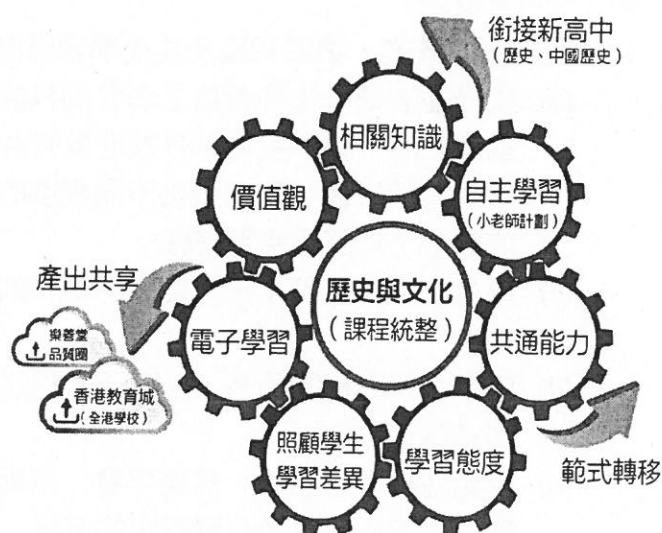 銜接新高中
(歷史、中國歷史)
相關知識
價值觀
自主學習
(小老師計劃)
產出共享
歷史與文化
(課程統整)
樂善堂
品質圈
電子學習
共通能力
香港教育城
(全港學校)
照顧學生
學習差異
學習態度
範式轉移